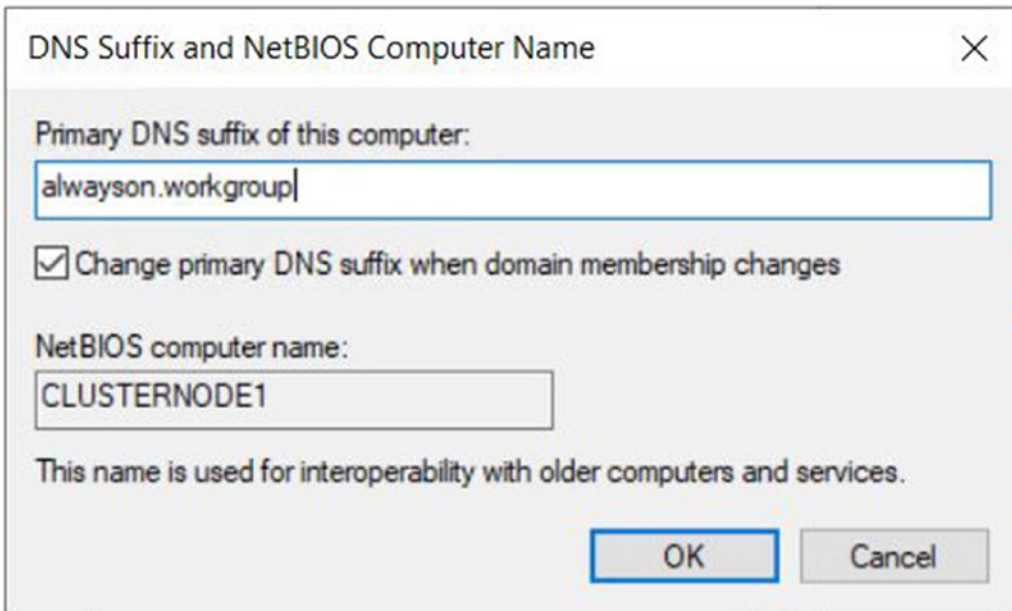 DNS Suffix and NetBIOS Computer Name
Primary DNS suffix of this computer:
alwayson.workgroup
Change primary DNS suffix when domain membership changes
NetBIOS computer name:
CLUSTERNODE1
This name is used for interoperability with older computers and services.
OK Cancel